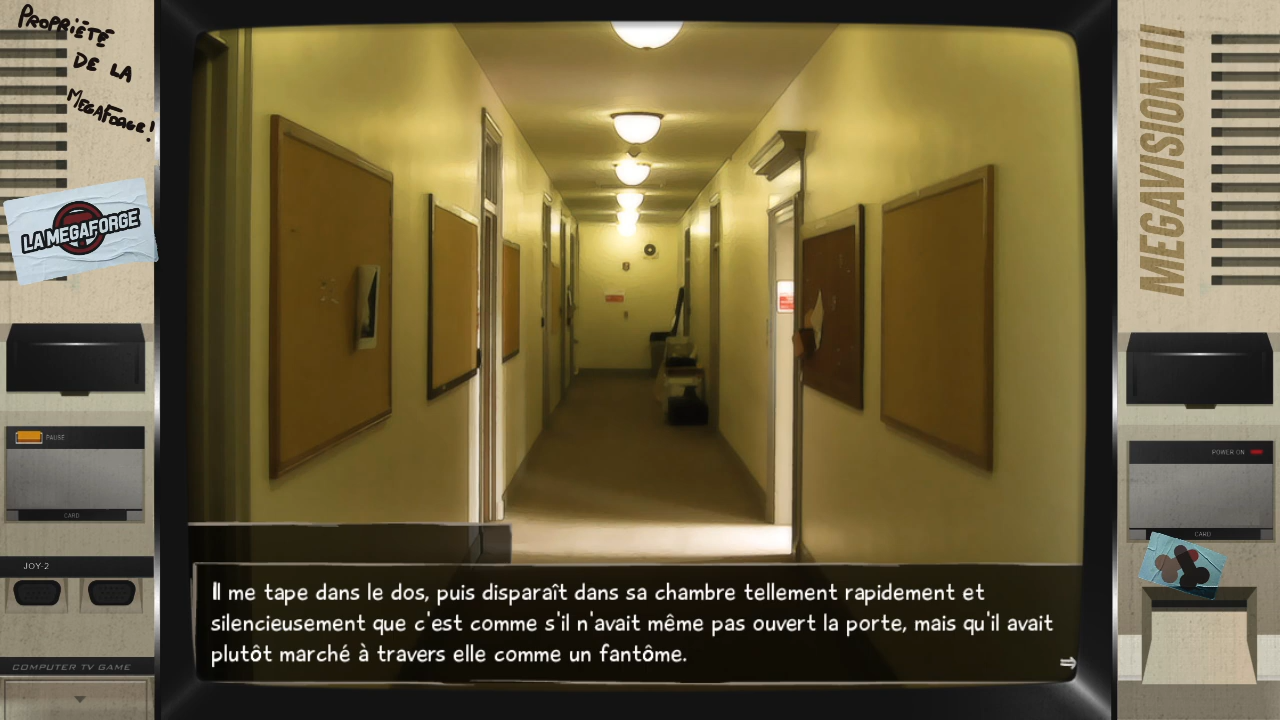 PROPRIÉTÉ
DE LA
MEGAFORGE!
LA MEGAFORGE
MEGAVISION III
PAUSE
CARD
JOY-2
COMPUTER TV GAME
POWER ON
CARD
Il me tape dans le dos, puis disparaît dans sa chambre tellement rapidement et
silencieusement que c'est comme s'il n'avait même pas ouvert la porte, mais qu'il avait
plutôt marché à travers elle comme un fantôme.